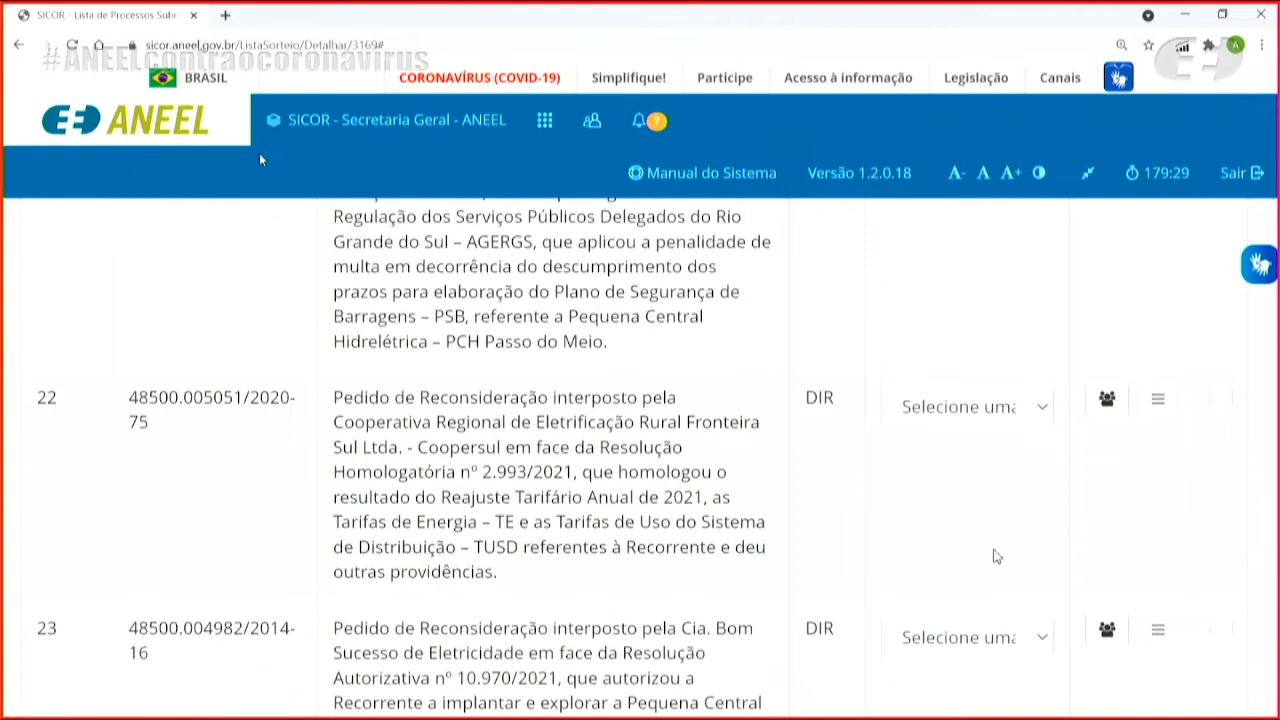 SICOR - Lista de Processos Subr
sicor.aneel.gov.br/ListaSorteio/Detalhar/3169#
#ANEELcontraocoronavirus
BRASIL
CORONAVÍRUS (COVID-19)
Simplifique!
Participe
Acesso à informação
Legislação
Canais
ANEEL
SICOR - Secretaria Geral - ANEEL
?
Manual do Sistema
Versão 1.2.0.18
A- A A+
179:29
Sair
Regulação dos Serviços Públicos Delegados do Rio
Grande do Sul – AGERGS, que aplicou a penalidade de
multa em decorrência do descumprimento dos
prazos para elaboração do Plano de Segurança de
Barragens – PSB, referente a Pequena Central
Hidrelétrica – PCH Passo do Meio.
22
48500.005051/2020-
75
Pedido de Reconsideração interposto pela
Cooperativa Regional de Eletrificação Rural Fronteira
Sul Ltda. - Coopersul em face da Resolução
Homologatória nº 2.993/2021, que homologou o
resultado do Reajuste Tarifário Anual de 2021, as
Tarifas de Energia – TE e as Tarifas de Uso do Sistema
de Distribuição – TUSD referentes à Recorrente e deu
outras providências.
DIR
Selecione uma
23
48500.004982/2014-
16
Pedido de Reconsideração interposto pela Cia. Bom
Sucesso de Eletricidade em face da Resolução
Autorizativa nº 10.970/2021, que autorizou a
Recorrente a implantar e explorar a Pequena Central
DIR
Selecione uma